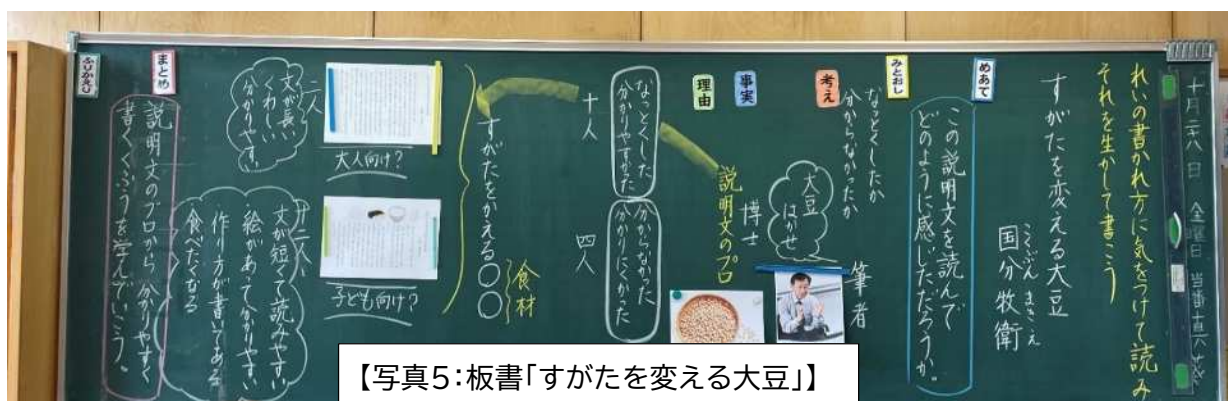 十月二十八日 金曜日 当番
れいの書かれ方に気をつけて読み
それを生かして書こう
すがたを変える大豆
こくぶん まきえ
国分牧衛
めあて
この説明文を読んで
どのように感じただろうか。
みとおし
なっとくしたか
分からなかったか
筆者
大豆
はかせ
博士
説明文のプロ
考え
事実
理由
なっとくした
分かりやすかった
十人
分からなかった
分かりにくかった
四人
すがたをかえる〇〇
食材
大人向け?
子ども向け?
二人
文が長い
くわしい
分かりやすい
文が短くて読みやすい
絵があって分かりやすい
作り方が書いてある
食べたくなる
まとめ
説明文のプロから分かりやすく
書くくふうを学んでいこう。
ふりかえり
【写真5:板書「すがたを変える大豆」】